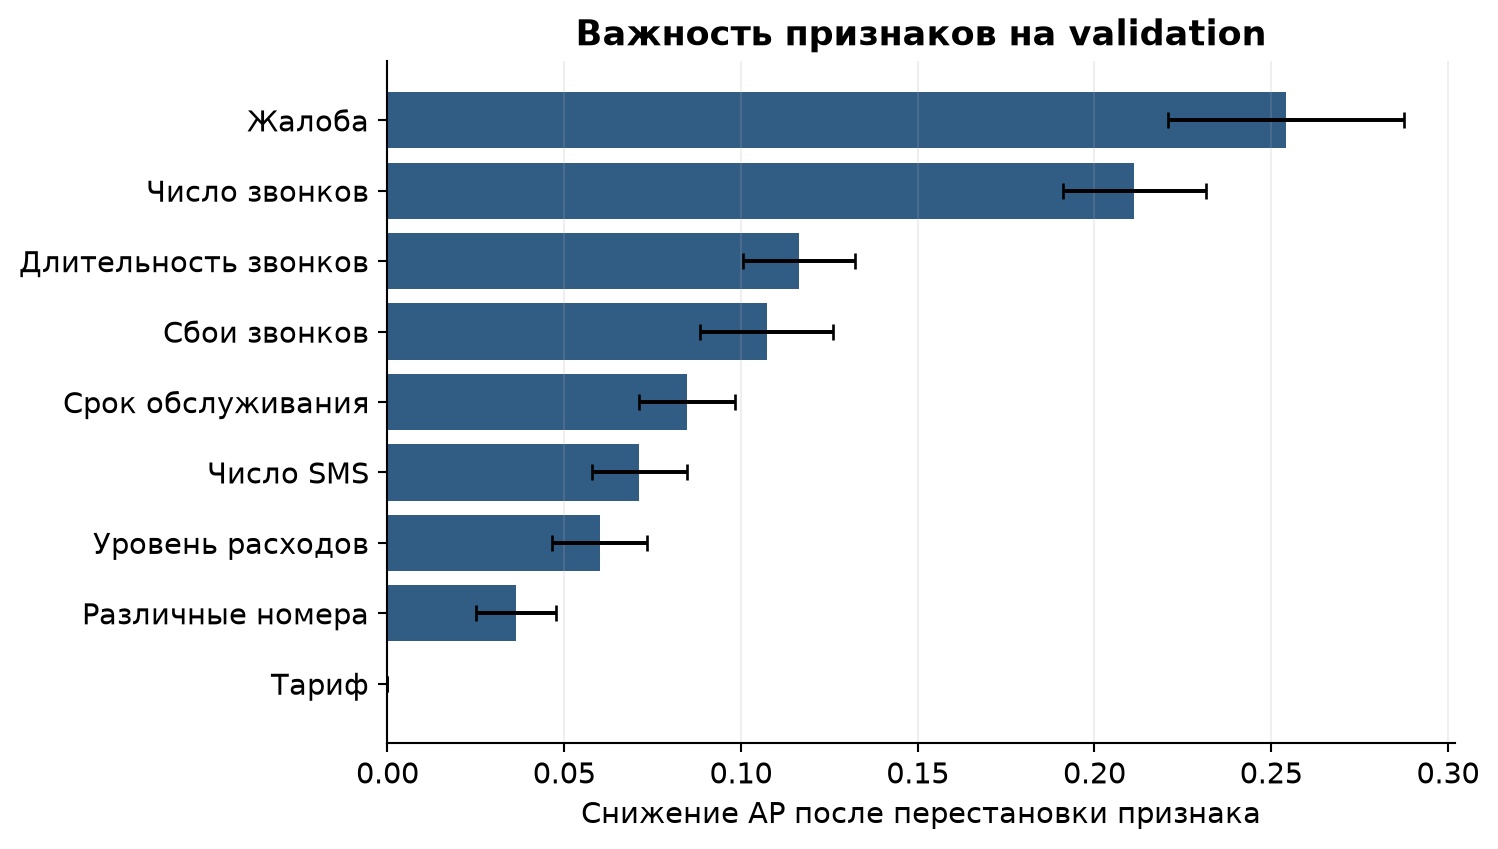 Важность признаков на validation
Жалоба
Число звонков
Длительность звонков
Сбои звонков
Срок обслуживания
Число SMS
Уровень расходов
Различные номера
Тариф
0.00 0.05 0.10 0.15 0.20 0.25 0.30
Снижение AP после перестановки признака